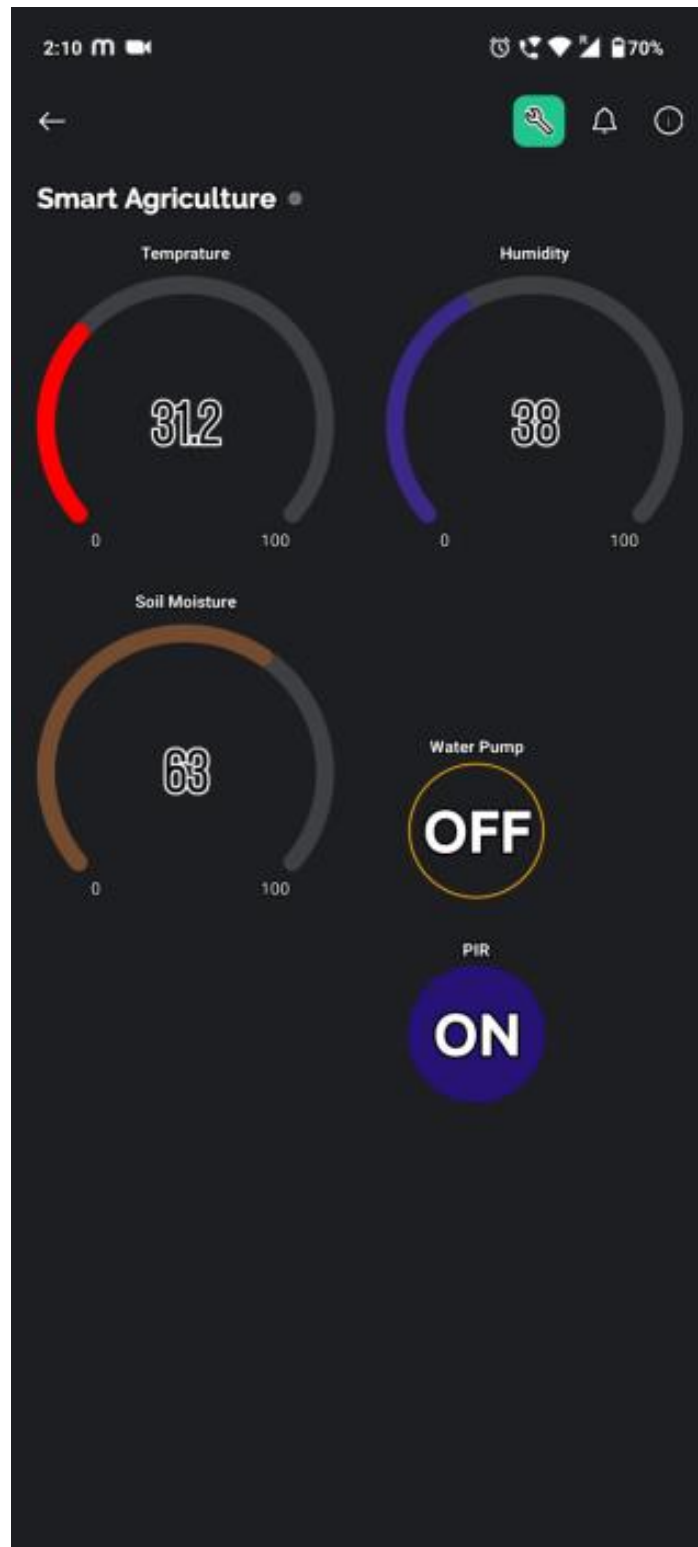 2:10 m 70%
R
Smart Agriculture
Temprature Humidity
31.2 38
0 100 0 100
Soil Moisture
63
0 100
Water Pump
OFF
PIR
ON